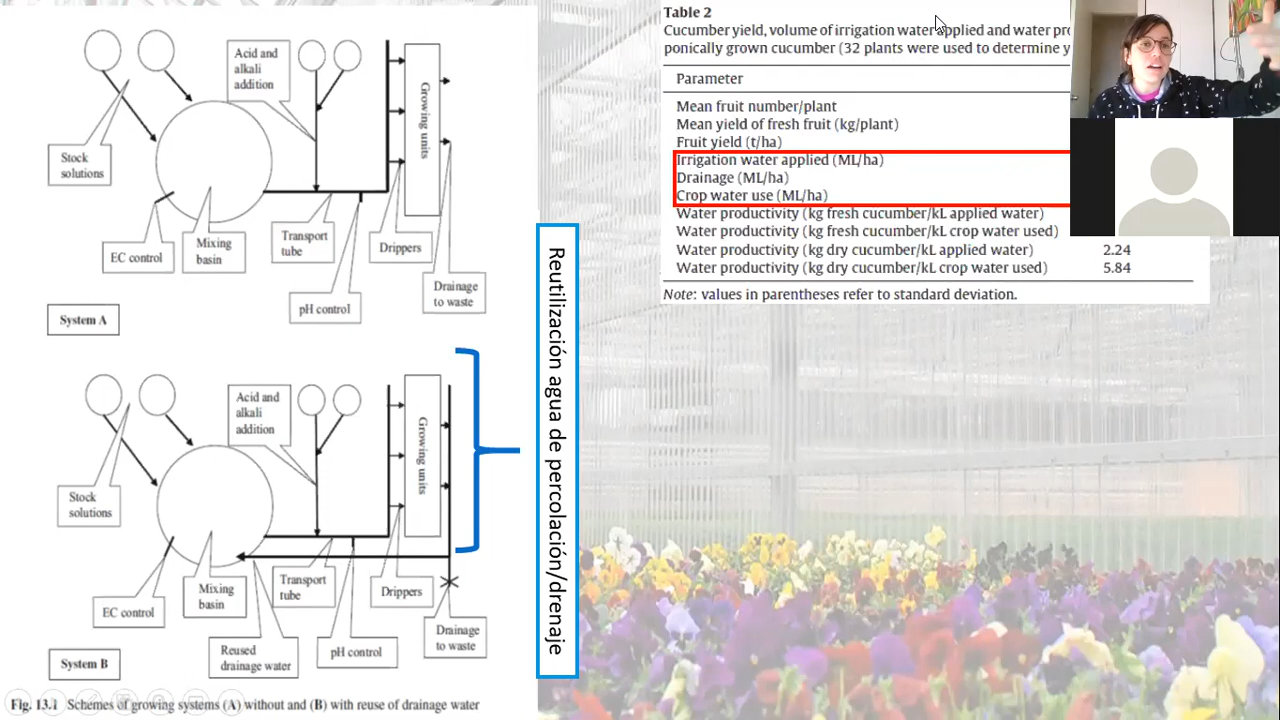 Acid and
alkali
addition
Growing units
Stock
solutions
EC control
Mixing
basin
Transport
tube
Drippers
pH control
Drainage
to waste
System A
Acid and
alkali
addition
Growing units
Stock
solutions
EC control
Mixing
basin
Transport
tube
Drippers
Reused
drainage water
pH control
Drainage
to waste
System B
Fig. 13.1 Schemes of growing systems (A) without and (B) with reuse of drainage water
Reutilización agua de percolación/drenaje
Table 2
Cucumber yield, volume of irrigation water applied and water
ponically grown cucumber (32 plants were used to determine
Parameter
Mean fruit number/plant
Mean yield of fresh fruit (kg/plant)
Fruit yield (t/ha)
Irrigation water applied (ML/ha)
Drainage (ML/ha)
Crop water use (ML/ha)
Water productivity (kg fresh cucumber/kL applied water)
Water productivity (kg fresh cucumber/kL crop water used)
Water productivity (kg dry cucumber/kL applied water) 2.24
Water productivity (kg dry cucumber/kL crop water used) 5.84
Note: values in parentheses refer to standard deviation.